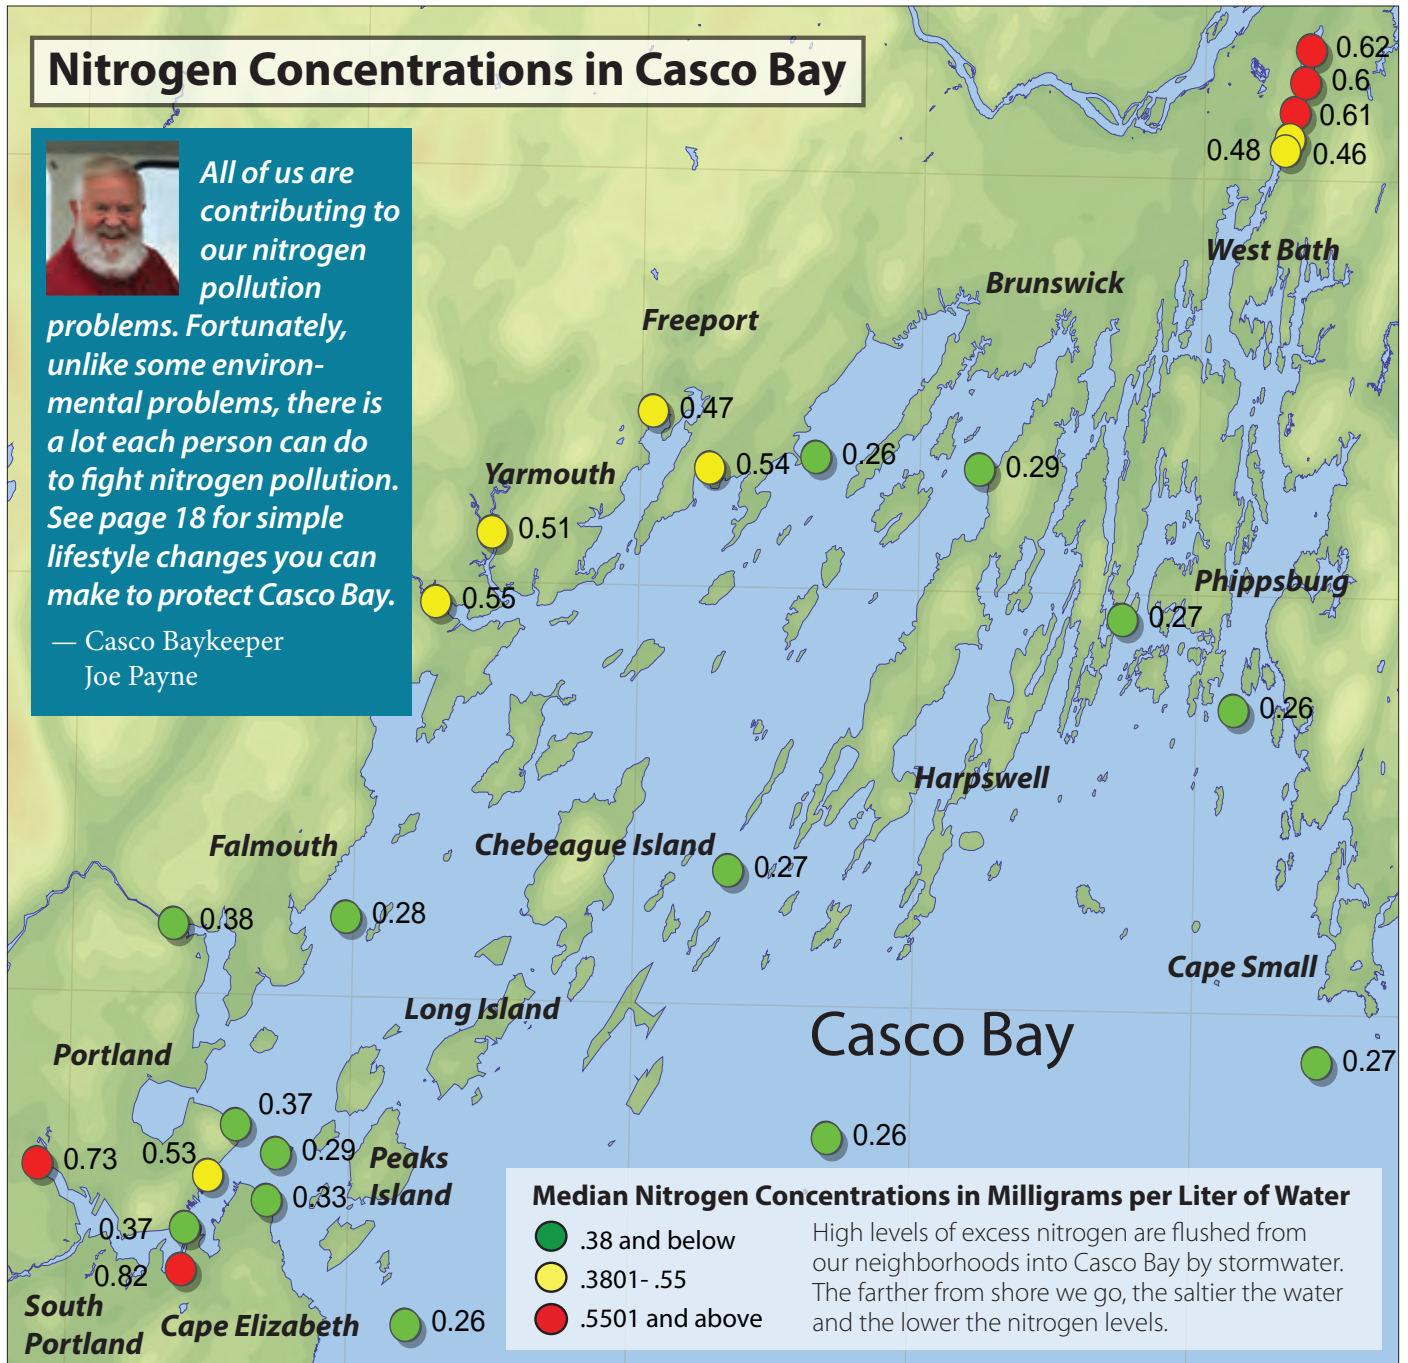 Nitrogen Concentrations in Casco Bay
All of us are
contributing to
our nitrogen
pollution
problems. Fortunately,
unlike some environ-
mental problems, there is
a lot each person can do
to fight nitrogen pollution.
See page 18 for simple
lifestyle changes you can
make to protect Casco Bay.
— Casco Baykeeper
Joe Payne
0.62
0.6
0.61
0.48
0.46
West Bath
Brunswick
Freeport
0.47
0.54
0.26
0.29
Yarmouth
0.51
0.55
Phippsburg
0.27
0.26
Harpswell
Falmouth
Chebeague Island
0.27
0.38
0.28
Cape Small
Long Island
Casco Bay
Portland
0.27
0.37
0.26
0.73
0.53
0.29
Peaks
Island
0.33
0.37
0.82
South
Portland
Cape Elizabeth
0.26
Median Nitrogen Concentrations in Milligrams per Liter of Water
.38 and below
.3801- .55
.5501 and above
High levels of excess nitrogen are flushed from
our neighborhoods into Casco Bay by stormwater.
The farther from shore we go, the saltier the water
and the lower the nitrogen levels.